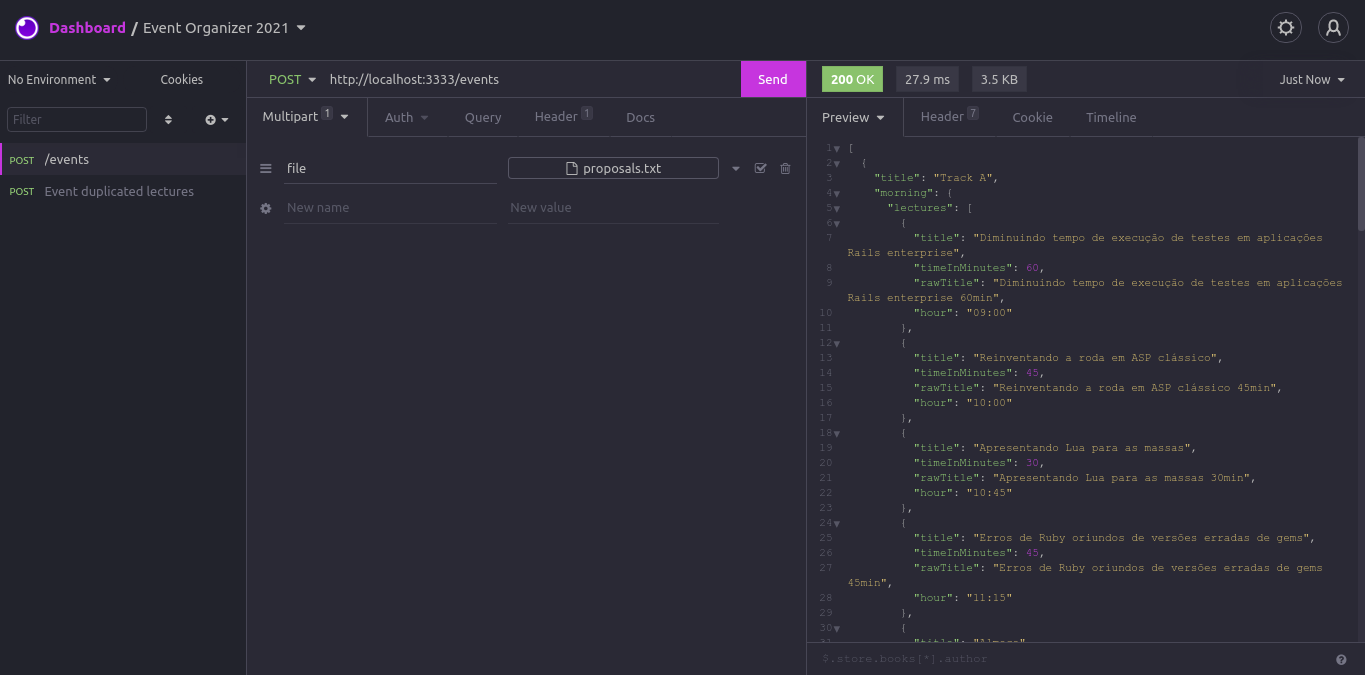 Dashboard / Event Organizer 2021
No Environment
Cookies
POST http://localhost:3333/events
Send
200 OK
27.9 ms
3.5 KB
Just Now
Filter
POST /events
POST Event duplicated lectures
Multipart 1
Auth
Query
Header 1
Docs
file
proposals.txt
New name
New value
Preview
Header 7
Cookie
Timeline
1 [
2 {
3 "title": "Track A",
4 "morning": {
5 "lectures": [
6 {
7 "title": "Diminuindo tempo de execução de testes em aplicações
Rails enterprise",
8 "timeInMinutes": 60,
9 "rawTitle": "Diminuindo tempo de execução de testes em aplicações
Rails enterprise 60min",
10 "hour": "09:00"
11 },
12 {
13 "title": "Reinventando a roda em ASP clássico",
14 "timeInMinutes": 45,
15 "rawTitle": "Reinventando a roda em ASP clássico 45min",
16 "hour": "10:00"
17 },
18 {
19 "title": "Apresentando Lua para as massas",
20 "timeInMinutes": 30,
21 "rawTitle": "Apresentando Lua para as massas 30min",
22 "hour": "10:45"
23 },
24 {
25 "title": "Erros de Ruby oriundos de versões erradas de gems",
26 "timeInMinutes": 45,
27 "rawTitle": "Erros de Ruby oriundos de versões erradas de gems
45min",
28 "hour": "11:15"
29 },
30 {
31 "title": "Almoço"
$.store.books[*].author